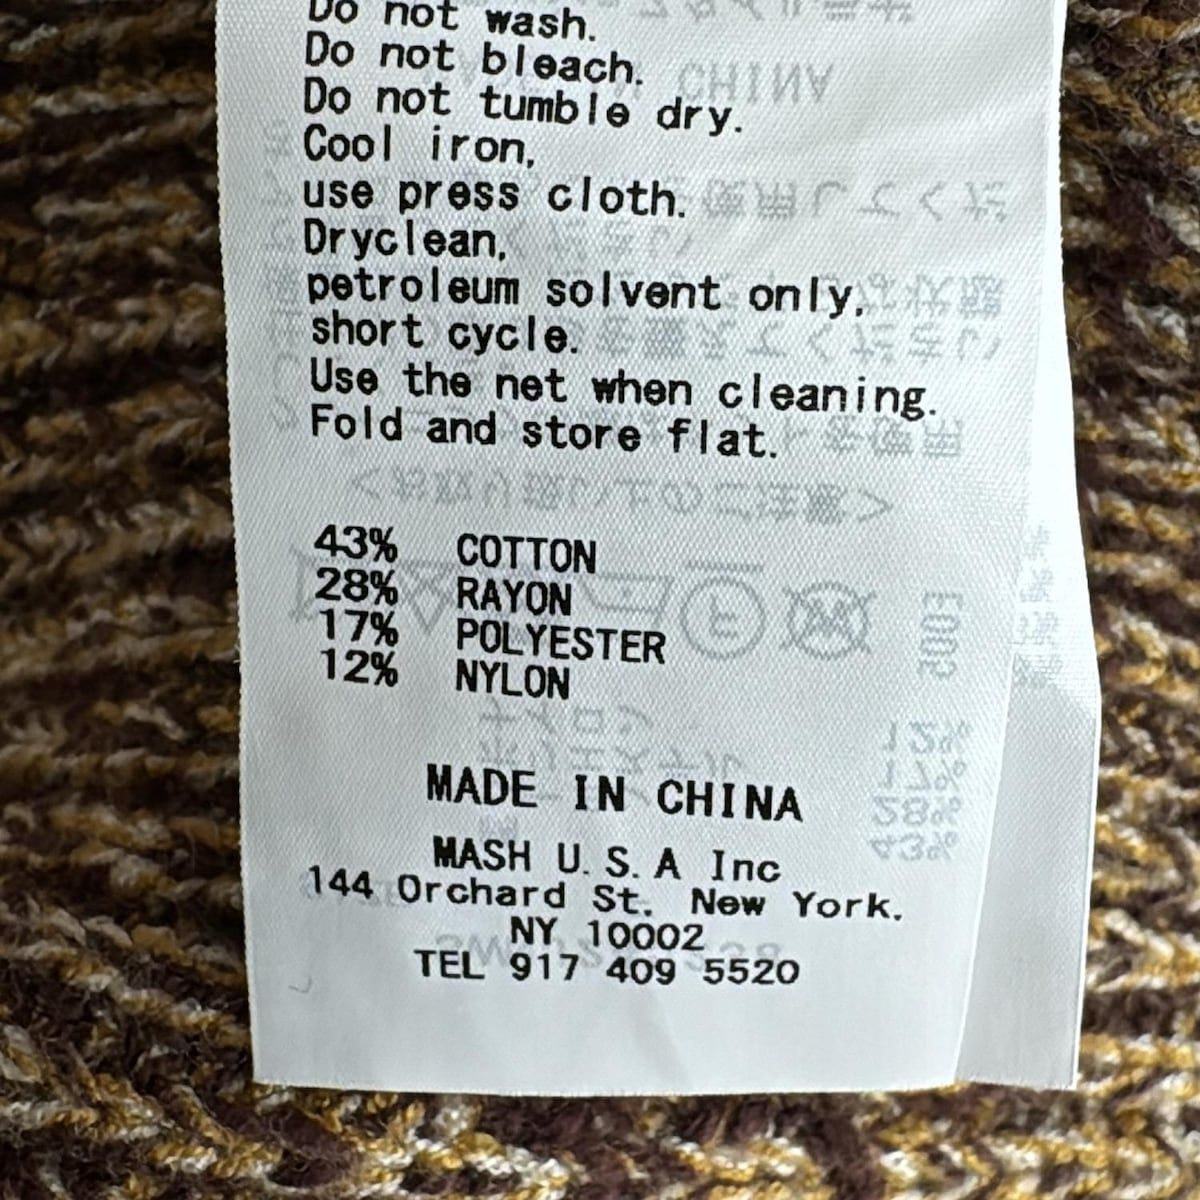 Do not wash.
Do not bleach.
Do not tumble dry.
Cool iron,
use press cloth.
Dryclean,
petroleum solvent only,
short cycle.
Use the net when cleaning.
Fold and store flat.
43% COTTON
28% RAYON
17% POLYESTER
12% NYLON
MADE IN CHINA
MASH U.S.A Inc
144 Orchard St. New York.
NY 10002
TEL 917 409 5520